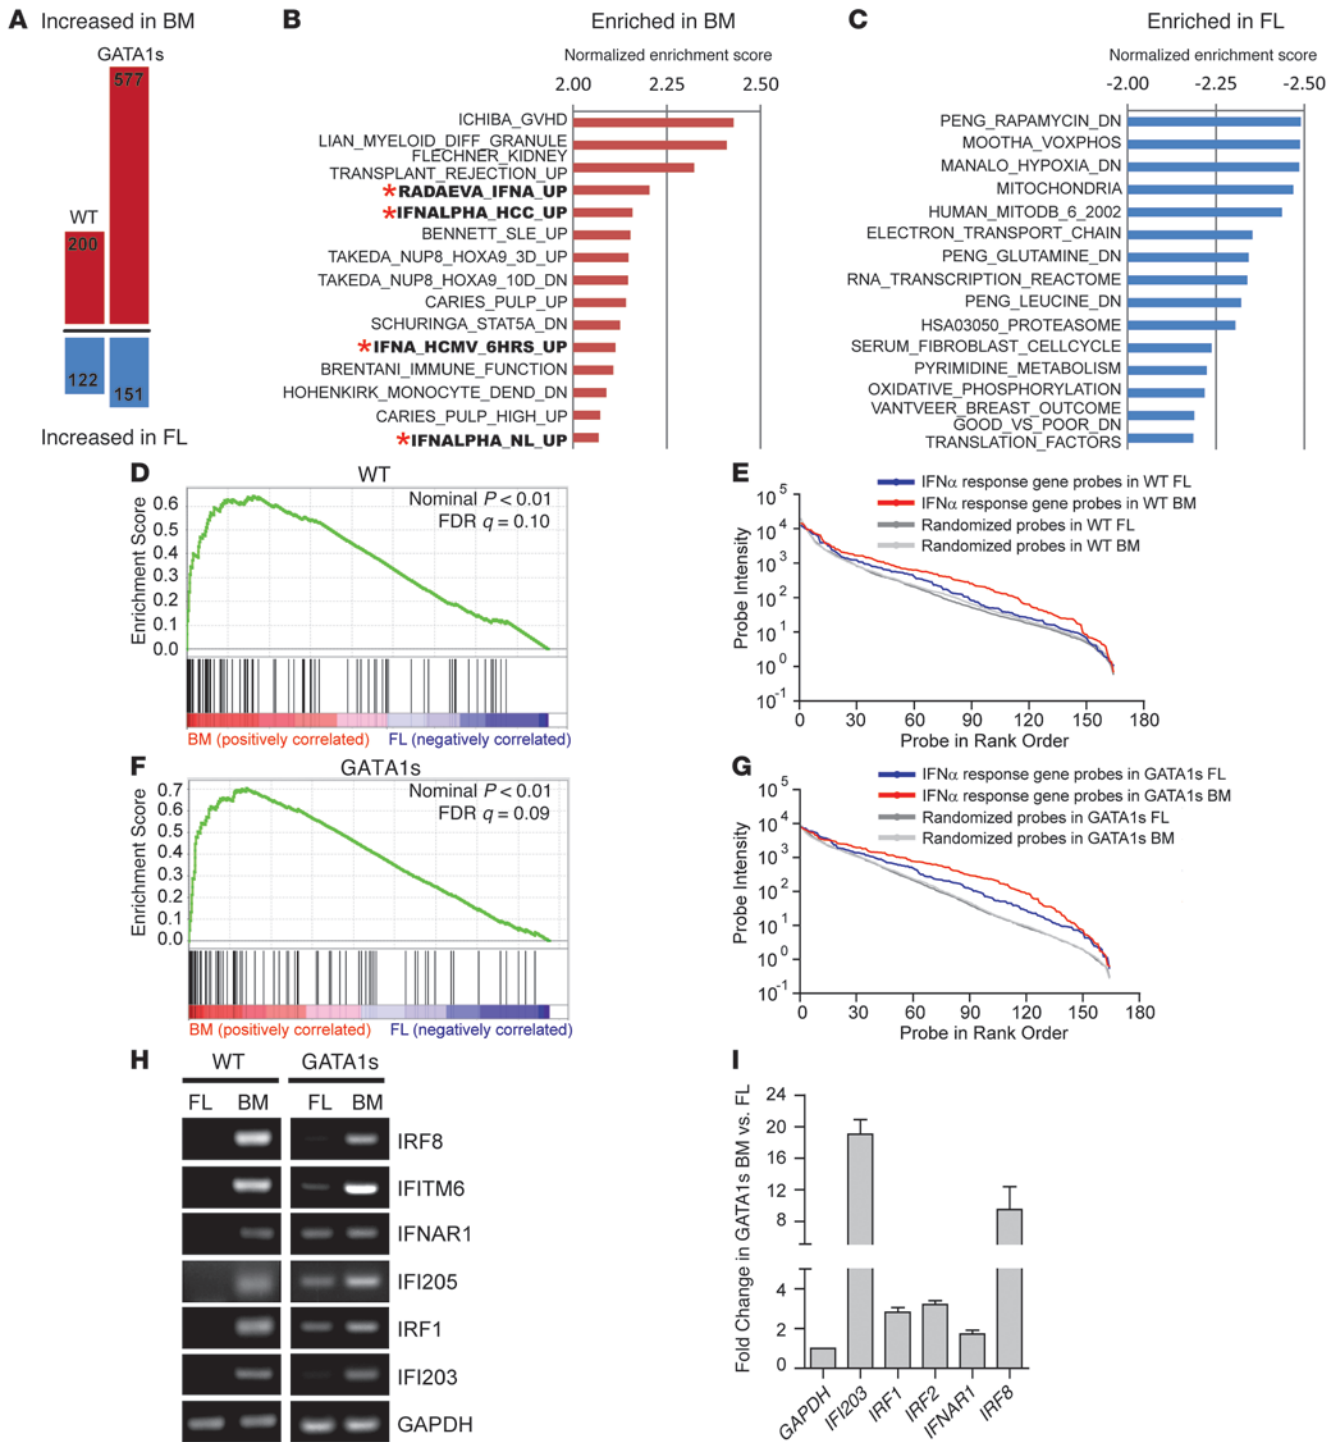 A Increased in BM
GATA1s
577
WT
200
122
151
Increased in FL
B Enriched in BM
Normalized enrichment score
2.00 2.25 2.50
ICHIBA_GVHD
LIAN_MYELOID_DIFF_GRANULE
FLECHNER_KIDNEY
TRANSPLANT_REJECTION_UP
*RADAEVA_IFNA_UP
*IFNALPHA_HCC_UP
BENNETT_SLE_UP
TAKEDA_NUP8_HOXA9_3D_UP
TAKEDA_NUP8_HOXA9_10D_DN
CARIES_PULP_UP
SCHURINGA_STAT5A_DN
*IFNA_HCMV_6HRS_UP
BRENTANI_IMMUNE_FUNCTION
HOHENKIRK_MONOCYTE_DEND_DN
CARIES_PULP_HIGH_UP
*IFNALPHA_NL_UP
C Enriched in FL
Normalized enrichment score
-2.00 -2.25 -2.50
PENG_RAPAMYCIN_DN
MOOTHA_VOXPHOS
MANALO_HYPOXIA_DN
MITOCHONDRIA
HUMAN_MITODB_6_2002
ELECTRON_TRANSPORT_CHAIN
PENG_GLUTAMINE_DN
RNA_TRANSCRIPTION_REACTOME
PENG_LEUCINE_DN
HSA03050_PROTEASOME
SERUM_FIBROBLAST_CELLCYCLE
PYRIMIDINE_METABOLISM
OXIDATIVE_PHOSPHORYLATION
VANTVEER_BREAST_OUTCOME
GOOD_VS_POOR_DN
TRANSLATION_FACTORS
D WT
Nominal P < 0.01
FDR q = 0.10
Enrichment Score
0.6
0.5
0.4
0.3
0.2
0.1
0.0
BM (positively correlated) FL (negatively correlated)
E
IFNα response gene probes in WT FL
IFNα response gene probes in WT BM
Randomized probes in WT FL
Randomized probes in WT BM
Probe Intensity
10^5
10^4
10^3
10^2
10^1
10^0
10^-1
0 30 60 90 120 150 180
Probe in Rank Order
F GATA1s
Nominal P < 0.01
FDR q = 0.09
Enrichment Score
0.7
0.6
0.5
0.4
0.3
0.2
0.1
0.0
BM (positively correlated) FL (negatively correlated)
G
IFNα response gene probes in GATA1s FL
IFNα response gene probes in GATA1s BM
Randomized probes in GATA1s FL
Randomized probes in GATA1s BM
Probe Intensity
10^5
10^4
10^3
10^2
10^1
10^0
10^-1
0 30 60 90 120 150 180
Probe in Rank Order
H WT GATA1s
FL BM FL BM
IRF8
IFITM6
IFNAR1
IFI205
IRF1
IFI203
GAPDH
I
Fold Change in GATA1s BM vs. FL
24
20
16
12
8
4
2
0
GAPDH IFI203 IRF1 IRF2 IFNAR1 IRF8